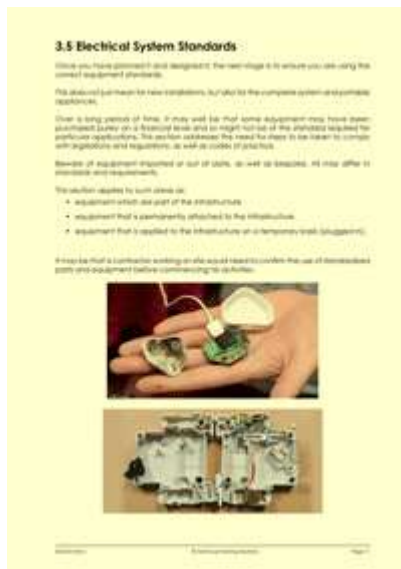 3.5 Electrical System Standards
Once you have planned it and designed it, the next stage is to ensure you are using the
correct equipment standards.
This does not just mean for new installations, but also for the complete system and portable
appliances.
Over a long period of time, it may well be that some equipment may have been
purchased purely on a financial level and so might not be of the standard required for
particular applications. This section addresses the need for steps to be taken to comply
with legislations and regulations, as well as codes of practice.
Beware of equipment imported or out of date, as well as bespoke. All may differ in
standards and requirements.
This section applies to such areas as:
• equipment which are part of the infrastructure
• equipment that is permanently attached to the infrastructure
• equipment that is applied to the infrastructure on a temporary basis (plugged in).
It may be that a contractor working on site would need to confirm the use of standardised
parts and equipment before commencing his activities.